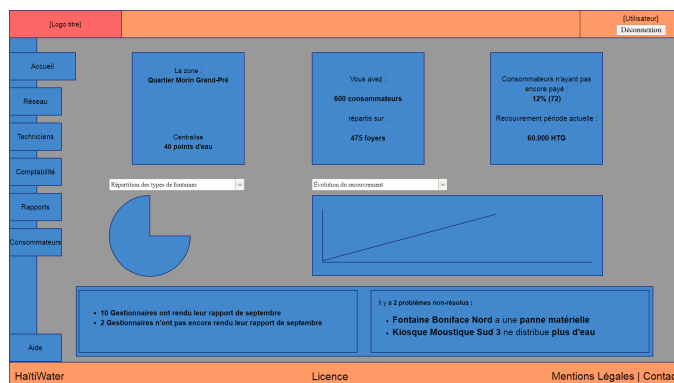 [Logo titre]
[Utilisateur]
Déconnexion
Accueil
Réseau
Techniciens
Comptabilité
Rapports
Consommateurs
Aide
La zone :
Quartier Morin Grand-Pré
Centralise
40 points d'eau
Vous avez :
600 consommateurs
répartis sur :
475 foyers
Consommateurs n'ayant pas
encore payé :
12% (72)
Recouvrement période actuelle :
60.000 HTG
Répartition des types de fontaines
Évolution du recouvrement
• 10 Gestionnaires ont rendu leur rapport de septembre
• 2 Gestionnaires n'ont pas encore rendu leur rapport de septembre
Il y a 2 problèmes non-résolus :
• Fontaine Boniface Nord a une panne matérielle
• Kiosque Moustique Sud 3 ne distribue plus d'eau
HaïtiWater
Licence
Mentions Légales | Contac